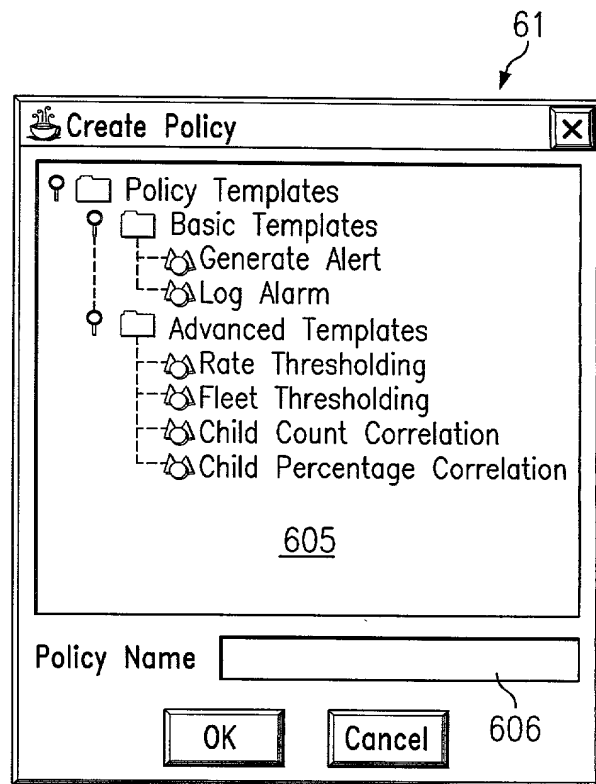 61
Create Policy
Policy Templates
Basic Templates
Generate Alert
Log Alarm
Advanced Templates
Rate Thresholding
Fleet Thresholding
Child Count Correlation
Child Percentage Correlation
605
Policy Name
606
OK Cancel